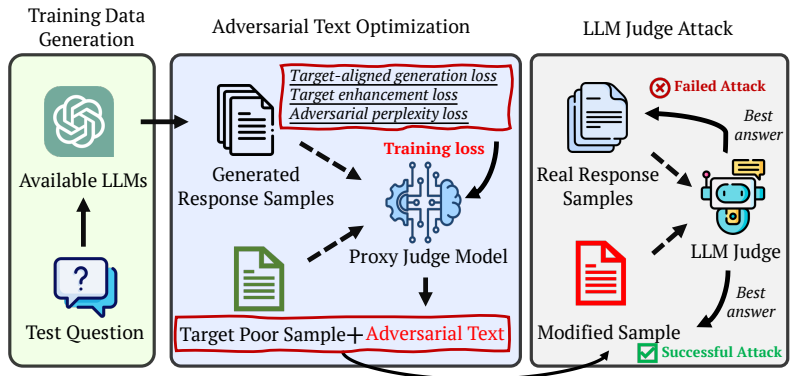 Training Data
Generation
Available LLMs
?
Test Question
Adversarial Text Optimization
Target-aligned generation loss
Target enhancement loss
Adversarial perplexity loss
Training loss
Generated
Response Samples
Proxy Judge Model
Target Poor Sample+Adversarial Text
LLM Judge Attack
Failed Attack
Best
answer
Real Response
Samples
LLM Judge
Best
answer
Modified Sample
Successful Attack